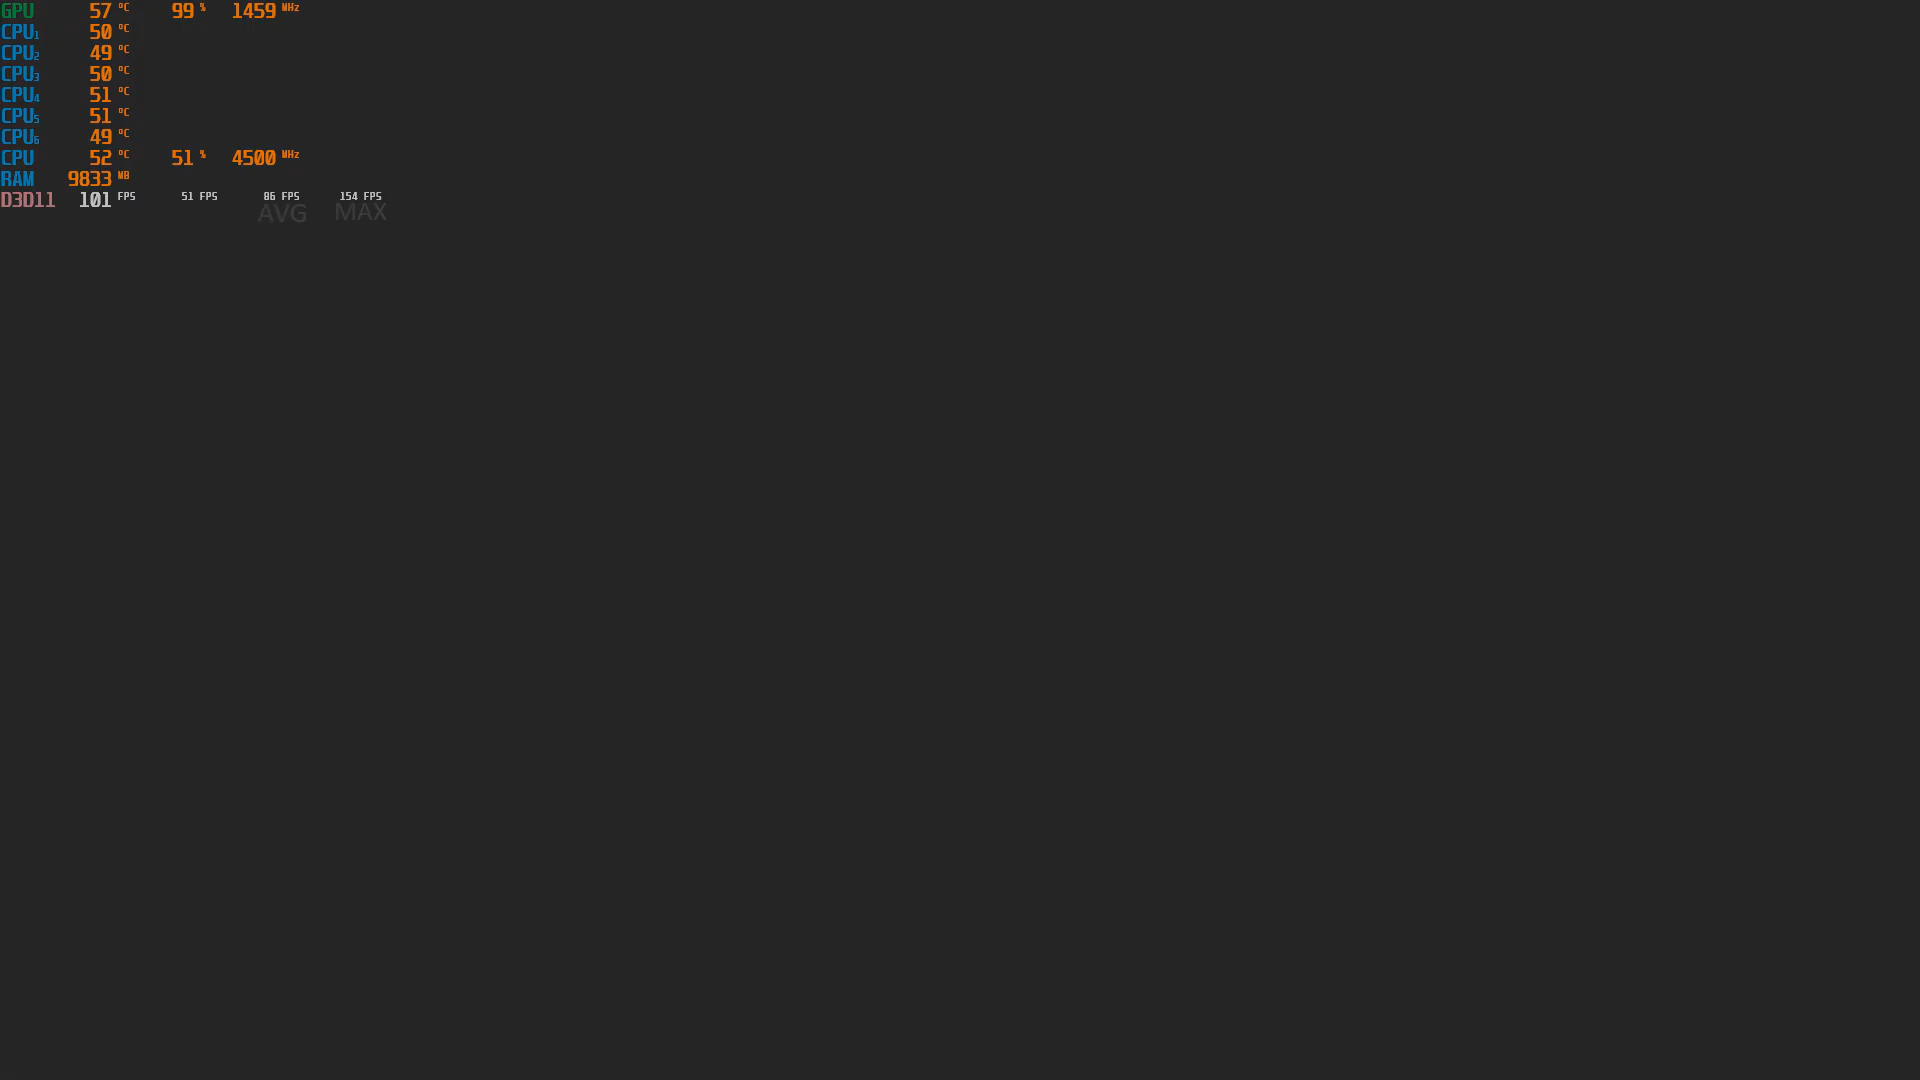 GPU 57 °C 99 % 1459 MHz
CPU1 50 °C
CPU2 49 °C
CPU3 50 °C
CPU4 51 °C
CPU5 51 °C
CPU6 49 °C
CPU 52 °C 51 % 4500 MHz
RAM 9833 MB
D3D11 101 FPS 51 FPS 86 FPS 154 FPS
AVG MAX